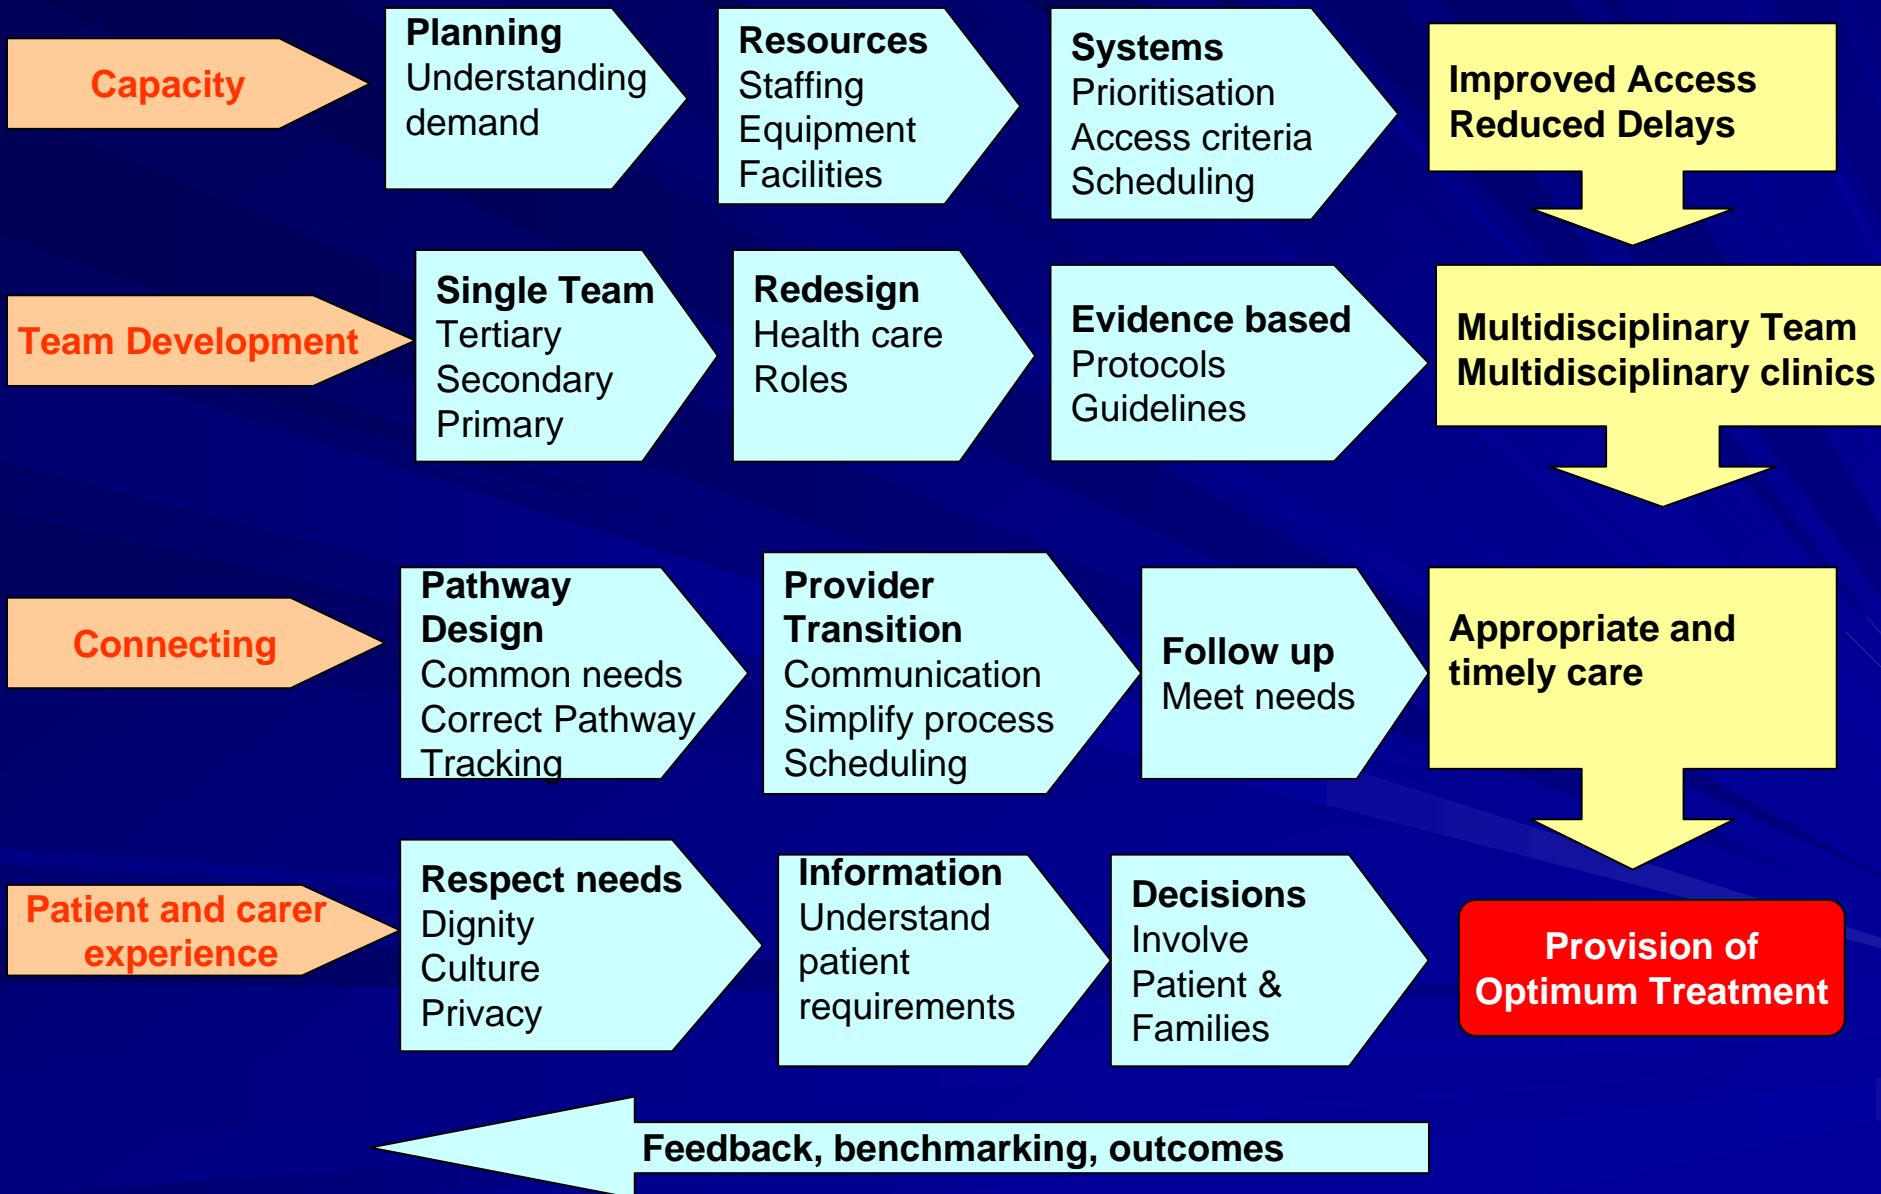 Capacity
Planning
Understanding
demand
Resources
Staffing
Equipment
Facilities
Systems
Prioritisation
Access criteria
Scheduling
Improved Access
Reduced Delays
Team Development
Single Team
Tertiary
Secondary
Primary
Redesign
Health care
Roles
Evidence based
Protocols
Guidelines
Multidisciplinary Team
Multidisciplinary clinics
Connecting
Pathway
Design
Common needs
Correct Pathway
Tracking
Provider
Transition
Communication
Simplify process
Scheduling
Follow up
Meet needs
Appropriate and
timely care
Patient and carer
experience
Respect needs
Dignity
Culture
Privacy
Information
Understand
patient
requirements
Decisions
Involve
Patient &
Families
Provision of
Optimum Treatment
Feedback, benchmarking, outcomes